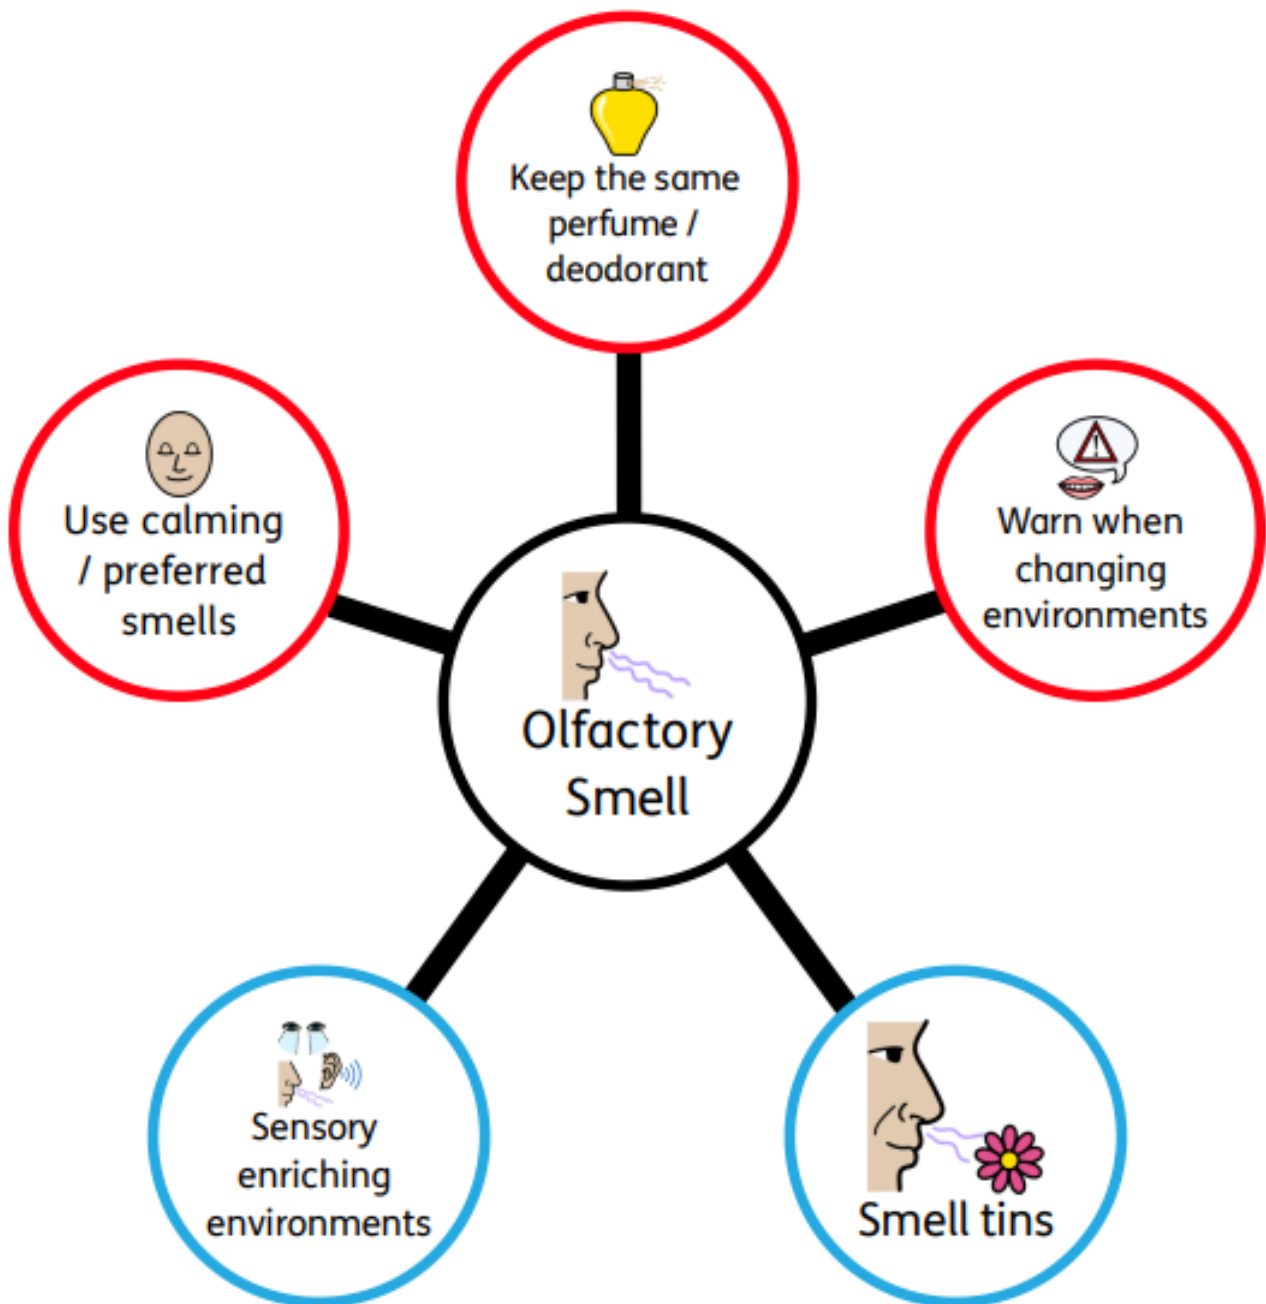 Keep the same
perfume /
deodorant
Use calming
/ preferred
smells
Warn when
changing
environments
Olfactory
Smell
Sensory
enriching
environments
Smell tins